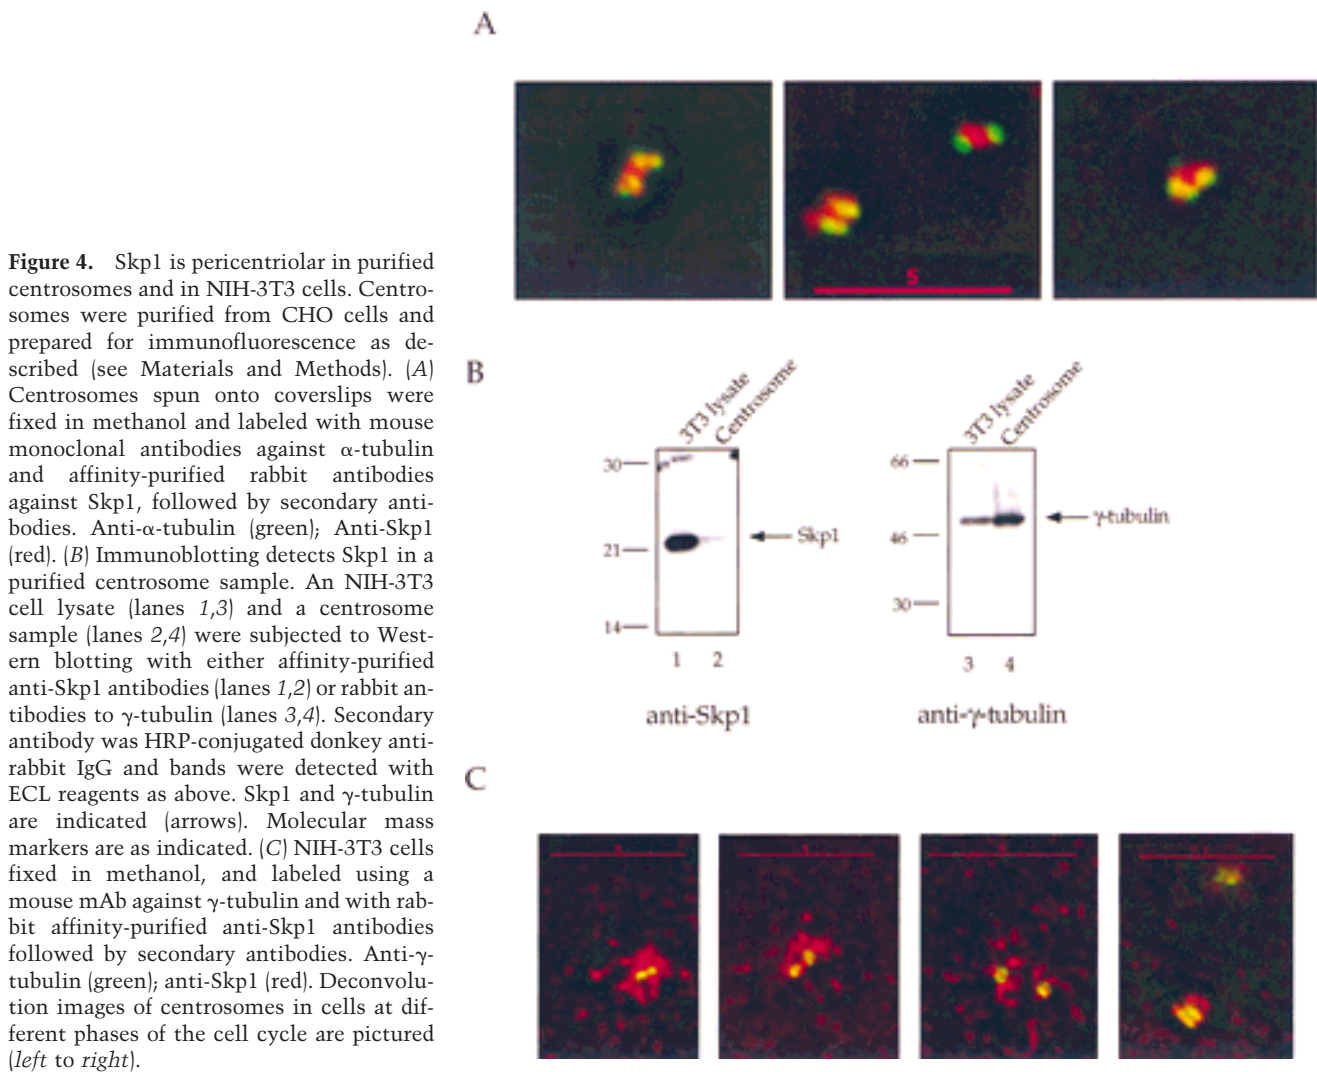 Figure 4. Skp1 is pericentriolar in purified
centrosomes and in NIH-3T3 cells. Centro-
somes were purified from CHO cells and
prepared for immunofluorescence as de-
scribed (see Materials and Methods). (A)
Centrosomes spun onto coverslips were
fixed in methanol and labeled with mouse
monoclonal antibodies against α-tubulin
and affinity-purified rabbit antibodies
against Skp1, followed by secondary anti-
bodies. Anti-α-tubulin (green); Anti-Skp1
(red). (B) Immunoblotting detects Skp1 in a
purified centrosome sample. An NIH-3T3
cell lysate (lanes 1,3) and a centrosome
sample (lanes 2,4) were subjected to West-
ern blotting with either affinity-purified
anti-Skp1 antibodies (lanes 1,2) or rabbit an-
tibodies to γ-tubulin (lanes 3,4). Secondary
antibody was HRP-conjugated donkey anti-
rabbit IgG and bands were detected with
ECL reagents as above. Skp1 and γ-tubulin
are indicated (arrows). Molecular mass
markers are as indicated. (C) NIH-3T3 cells
fixed in methanol, and labeled using a
mouse mAb against γ-tubulin and with rab-
bit affinity-purified anti-Skp1 antibodies
followed by secondary antibodies. Anti-γ-
tubulin (green); anti-Skp1 (red). Deconvolu-
tion images of centrosomes in cells at dif-
ferent phases of the cell cycle are pictured
(left to right).
A
5
B
3T3 lysate
Centrosome
30
21
14
Skp1
1 2
anti-Skp1
3T3 lysate
Centrosome
66
46
30
γ-tubulin
3 4
anti-γ-tubulin
C